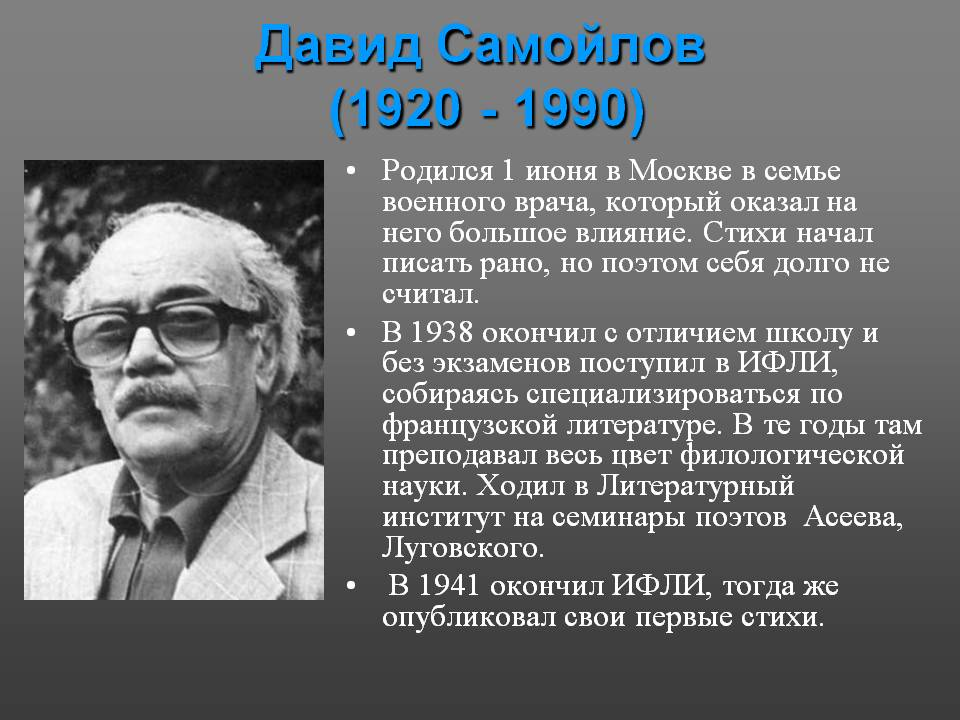 Давид Самойлов
(1920 - 1990)
• Родился 1 июня в Москве в семье
военного врача, который оказал на
него большое влияние. Стихи начал
писать рано, но поэтом себя долго не
считал.
• В 1938 окончил с отличием школу и
без экзаменов поступил в ИФЛИ,
собираясь специализироваться по
французской литературе. В те годы там
преподавал весь цвет филологической
науки. Ходил в Литературный
институт на семинары поэтов Асеева,
Луговского.
• В 1941 окончил ИФЛИ, тогда же
опубликовал свои первые стихи.